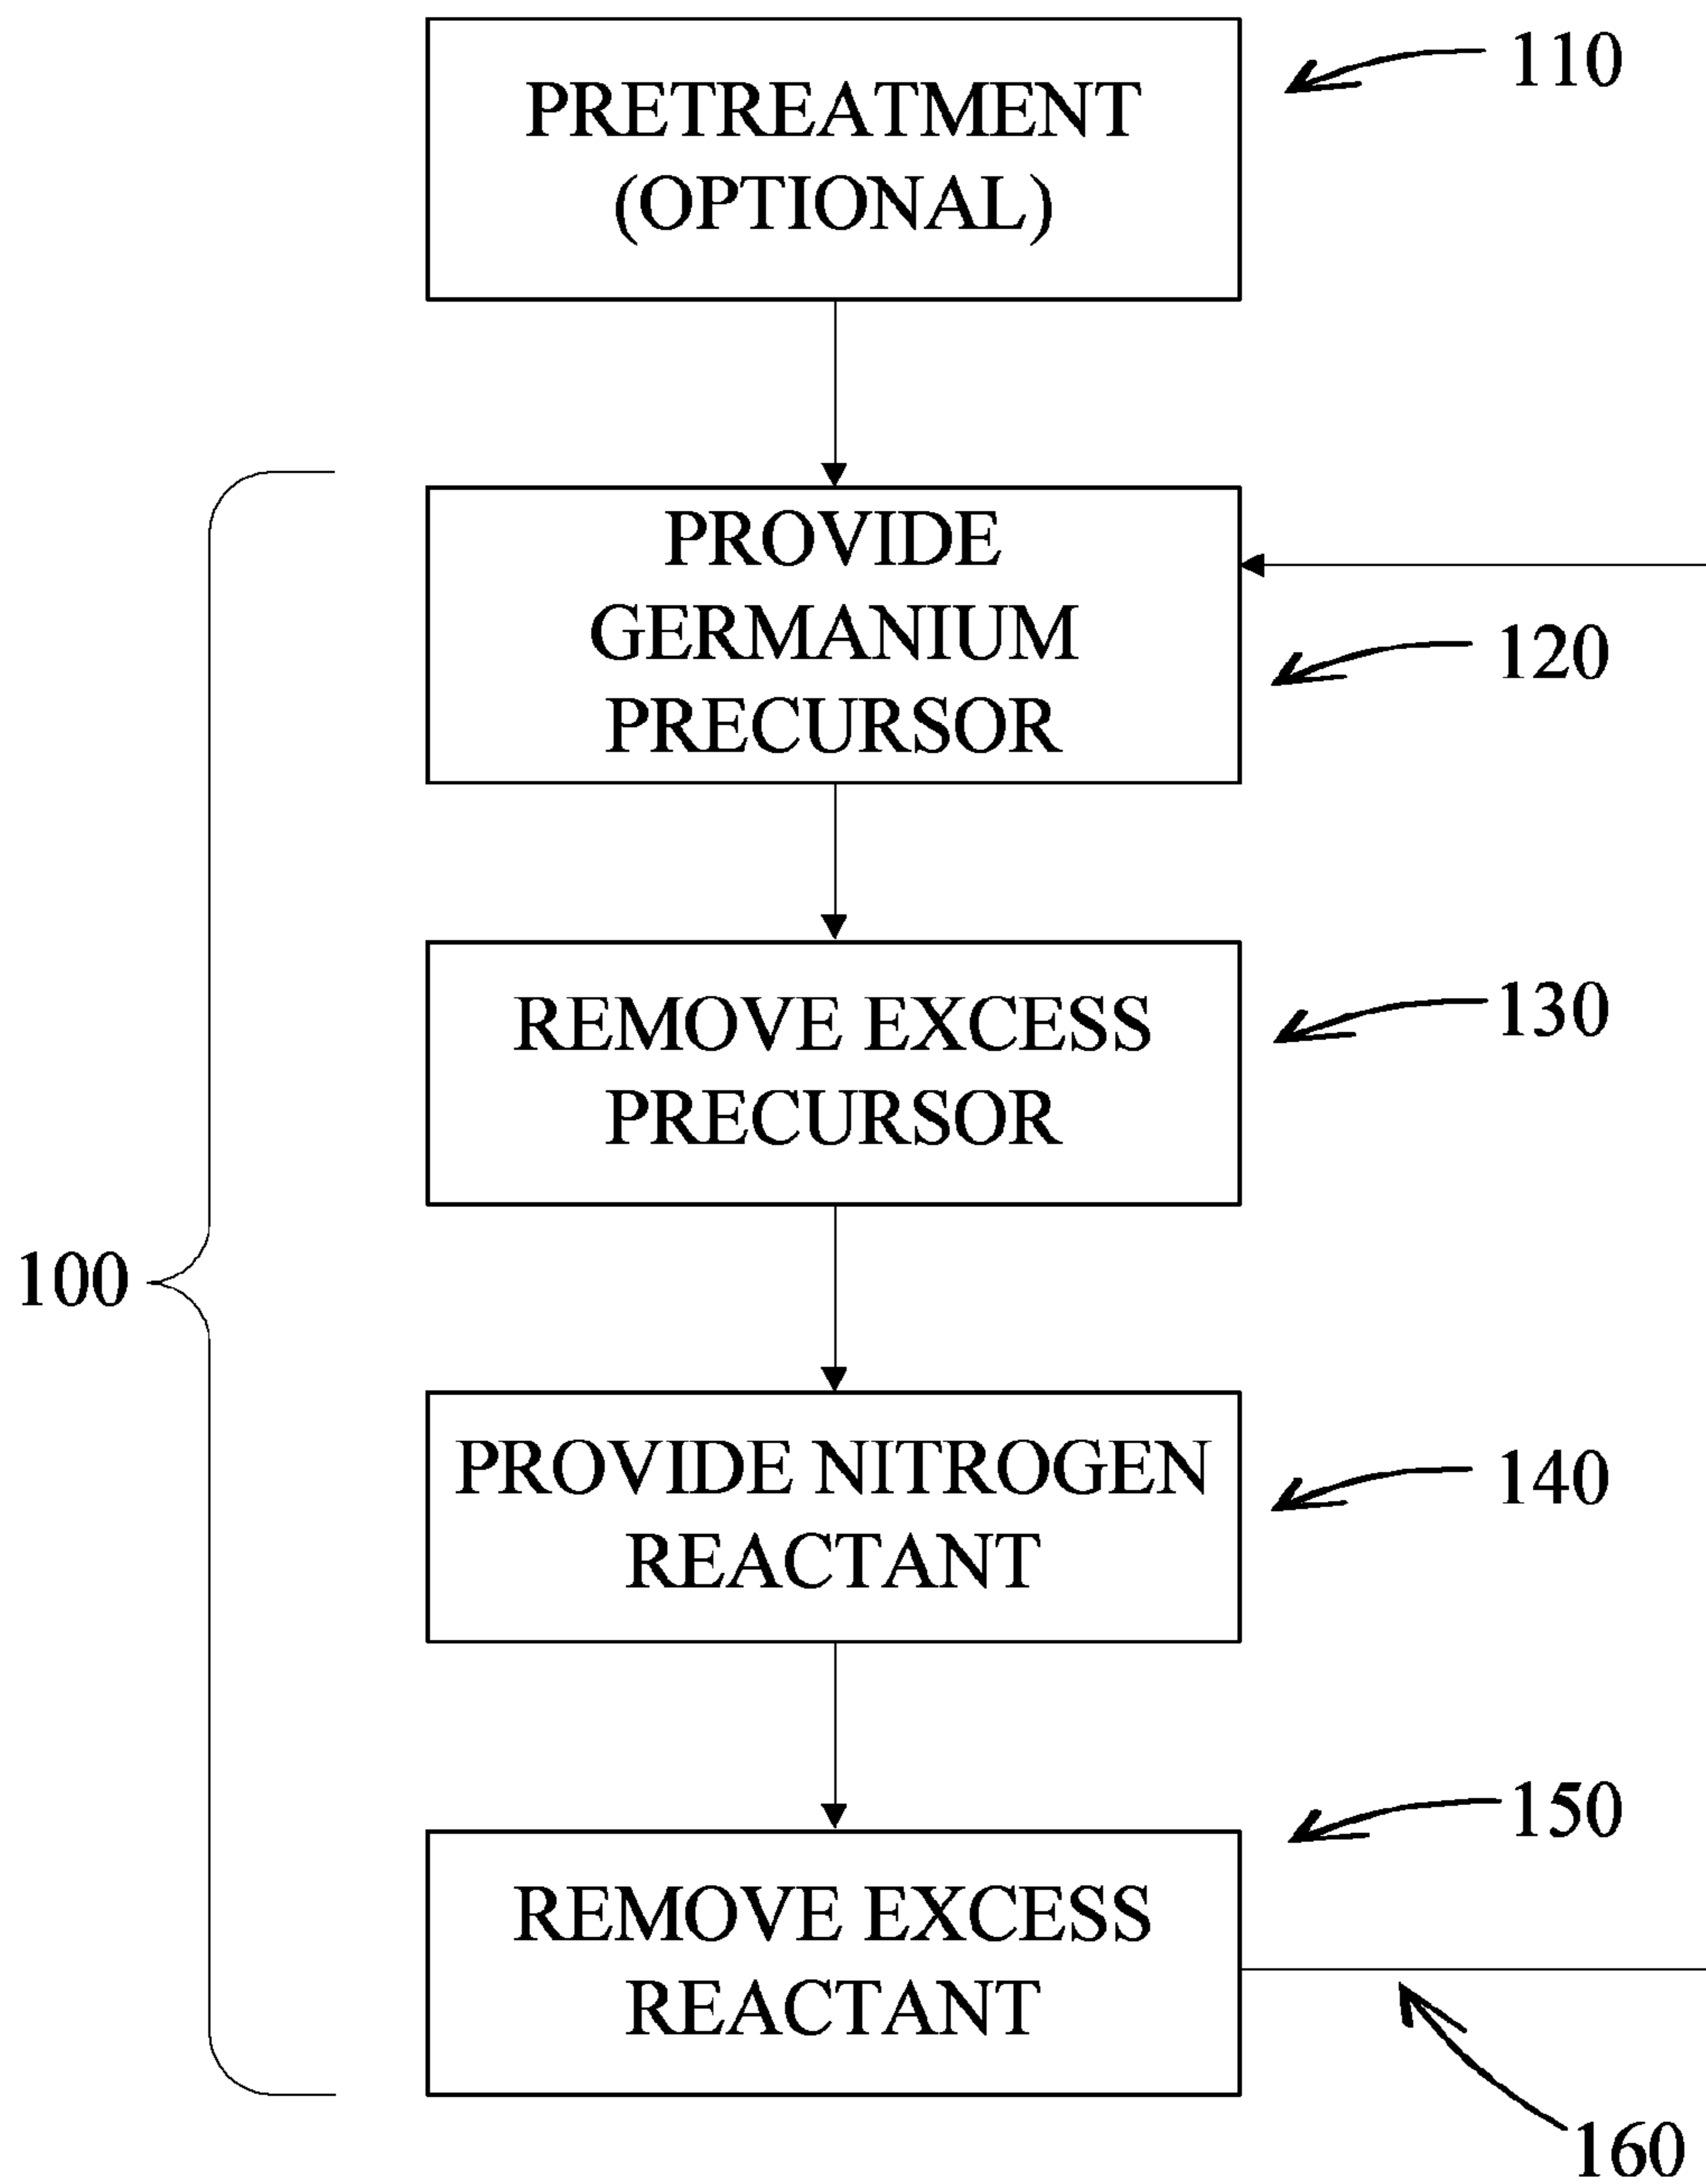 PRETREATMENT
(OPTIONAL)
110
PROVIDE
GERMANIUM
PRECURSOR
120
REMOVE EXCESS
PRECURSOR
130
100
PROVIDE NITROGEN
REACTANT
140
REMOVE EXCESS
REACTANT
150
160